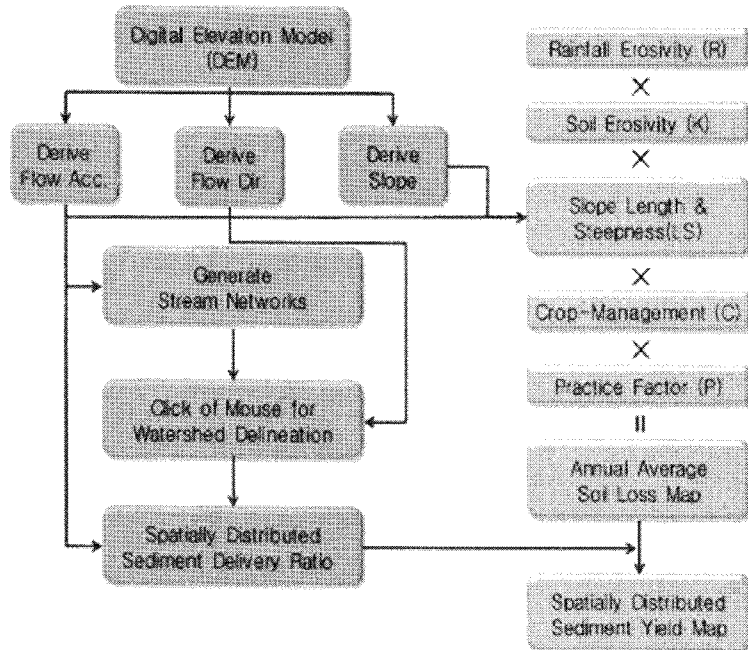 Digital Elevation Model
(DEM)
Derive
Flow Acc.
Derive
Flow Dir.
Derive
Slope
Generate
Stream Networks
Click of Mouse for
Watershed Delineation
Spatially Distributed
Sediment Delivery Ratio
Rainfall Erosivity (R)
×
Soil Erosivity (K)
×
Slope Length &
Steepness(LS)
×
Crop-Management (C)
×
Practice Factor (P)
=
Annual Average
Soil Loss Map
Spatially Distributed
Sediment Yield Map